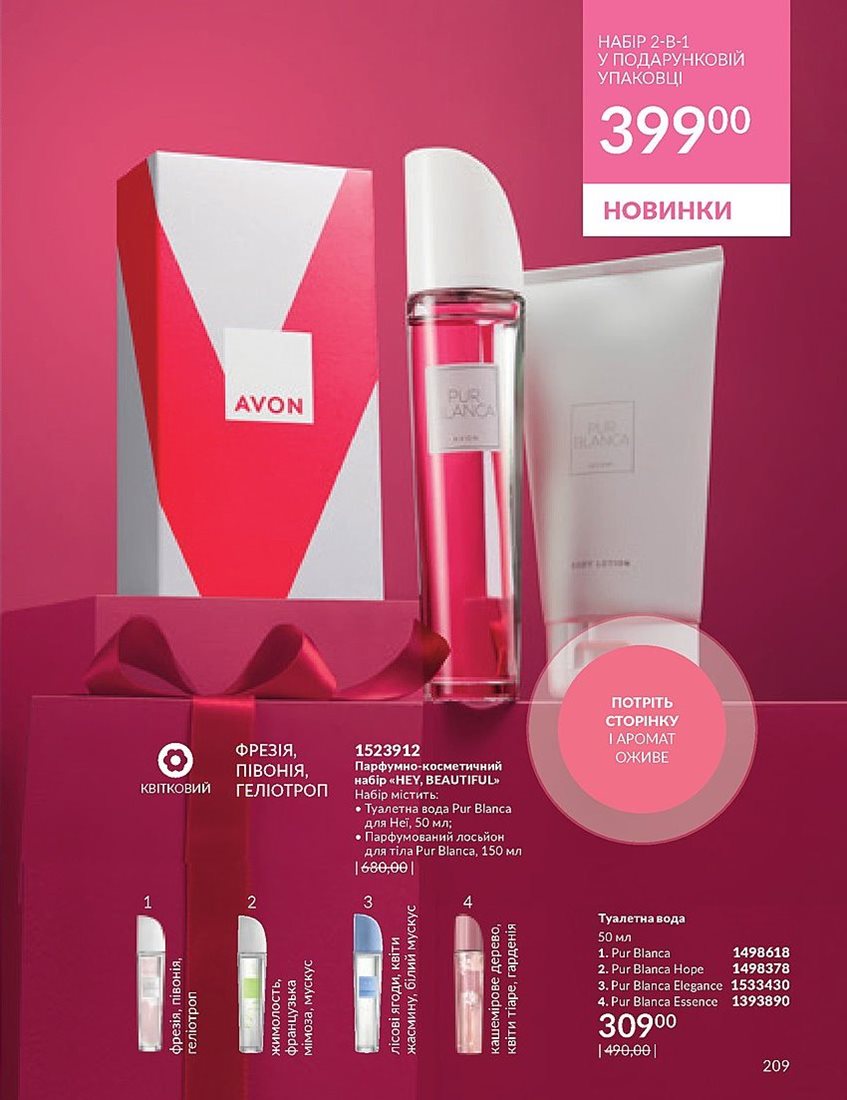 НАБІР 2-В-1
У ПОДАРУНКОВІЙ
УПАКОВЦІ
399⁰⁰
НОВИНКИ
AVON
PUR
BLANCA
AVON
PUR
BLANCA
AVON
BODY LOTION
ПОТРІТЬ
СТОРІНКУ
І АРОМАТ
ОЖИВЕ
КВІТКОВИЙ
ФРЕЗІЯ,
ПІВОНІЯ,
ГЕЛІОТРОП
1523912
Парфумно-косметичний
набір «HEY, BEAUTIFUL»
Набір містить:
• Туалетна вода Pur Blanca
для Неї, 50 мл;
• Парфумований лосьйон
для тіла Pur Blanca, 150 мл
|680,00|
1
фрезія, півонія,
геліотроп
2
жимолость,
французька
мімоза, мускус
3
лісові ягоди, квіти
жасмину, білий мускус
4
кашемірове дерево,
квіти тіаре, гарденія
Туалетна вода
50 мл
1. Pur Blanca 1498618
2. Pur Blanca Hope 1498378
3. Pur Blanca Elegance 1533430
4. Pur Blanca Essence 1393890
309⁰⁰
|490,00|
209